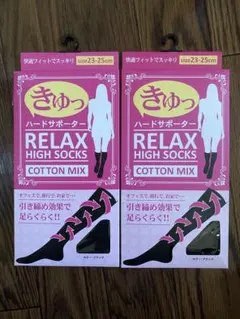 快適フィットでスッキリ
size23-25cm
きゅっ
ハードサポーター
RELAX
HIGH SOCKS
COTTON MIX
引き締め効果で
足らくらく!!
快適フィットでスッキリ
size23-25cm
きゅっ
ハードサポーター
RELAX
HIGH SOCKS
COTTON MIX
引き締め効果で
足らくらく!!